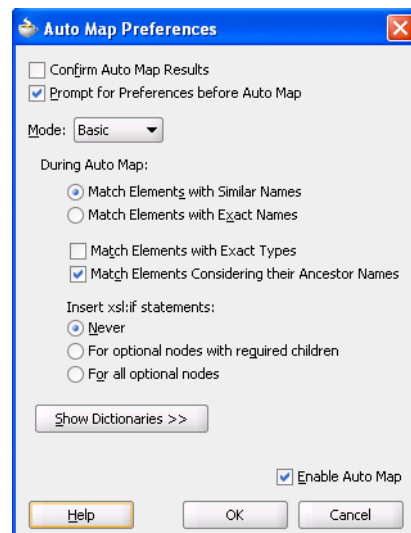 Auto Map Preferences
Confirm Auto Map Results
Prompt for Preferences before Auto Map
Mode: Basic
During Auto Map:
Match Elements with Similar Names
Match Elements with Exact Names
Match Elements with Exact Types
Match Elements Considering their Ancestor Names
Insert xsl:if statements:
Never
For optional nodes with required children
For all optional nodes
Show Dictionaries >>
Enable Auto Map
Help OK Cancel